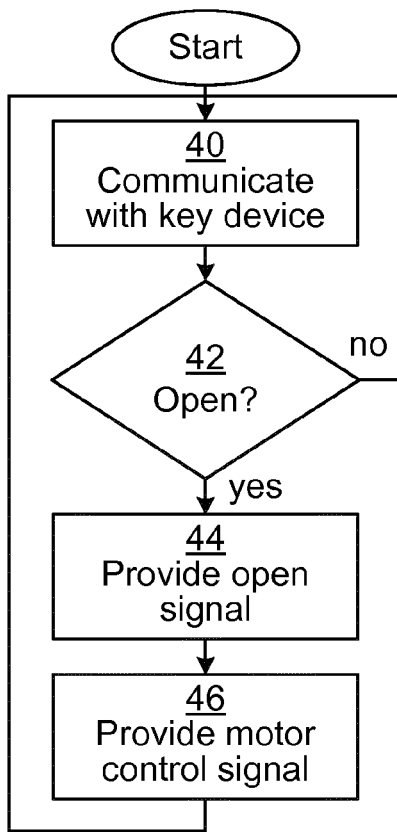 Start
40
Communicate
with key device
42
Open?
no
yes
44
Provide open
signal
46
Provide motor
control signal